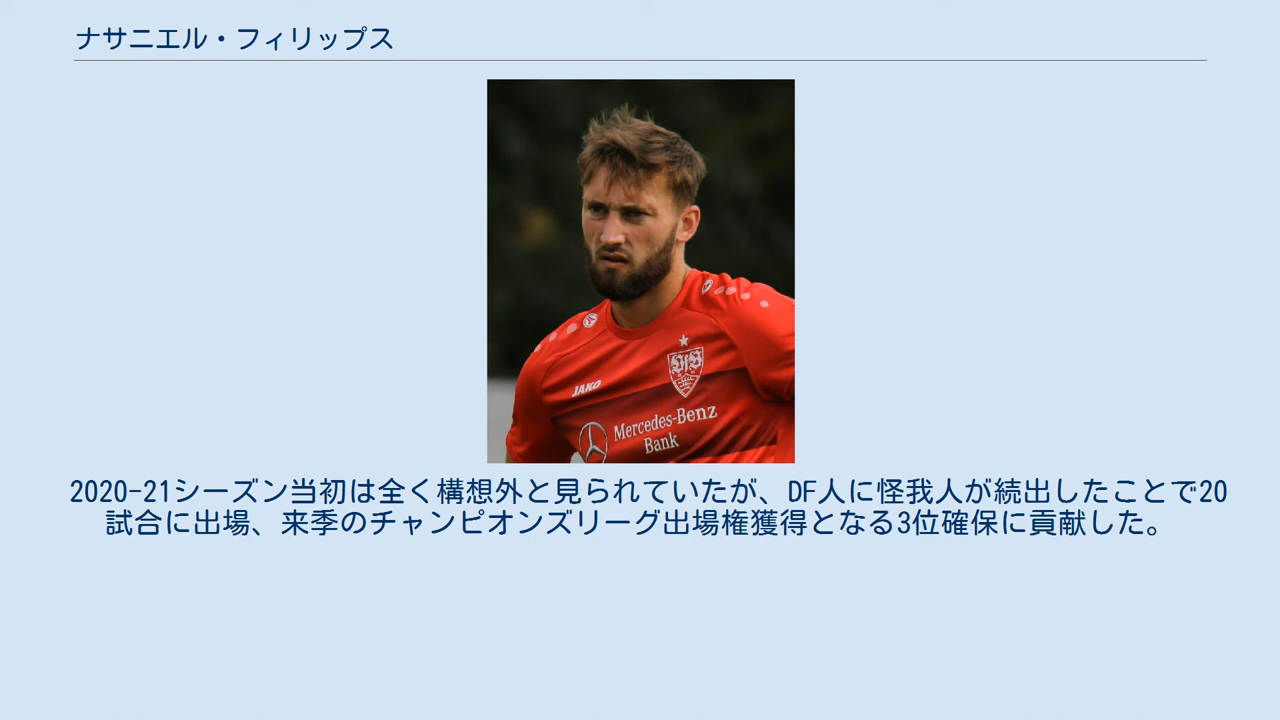 ナサニエル・フィリップス
JAKO
VfB
Mercedes-Benz
Bank
2020-21シーズン当初は全く構想外と見られていたが、DF人に怪我人が続出したことで20
試合に出場、来季のチャンピオンズリーグ出場権獲得となる3位確保に貢献した。